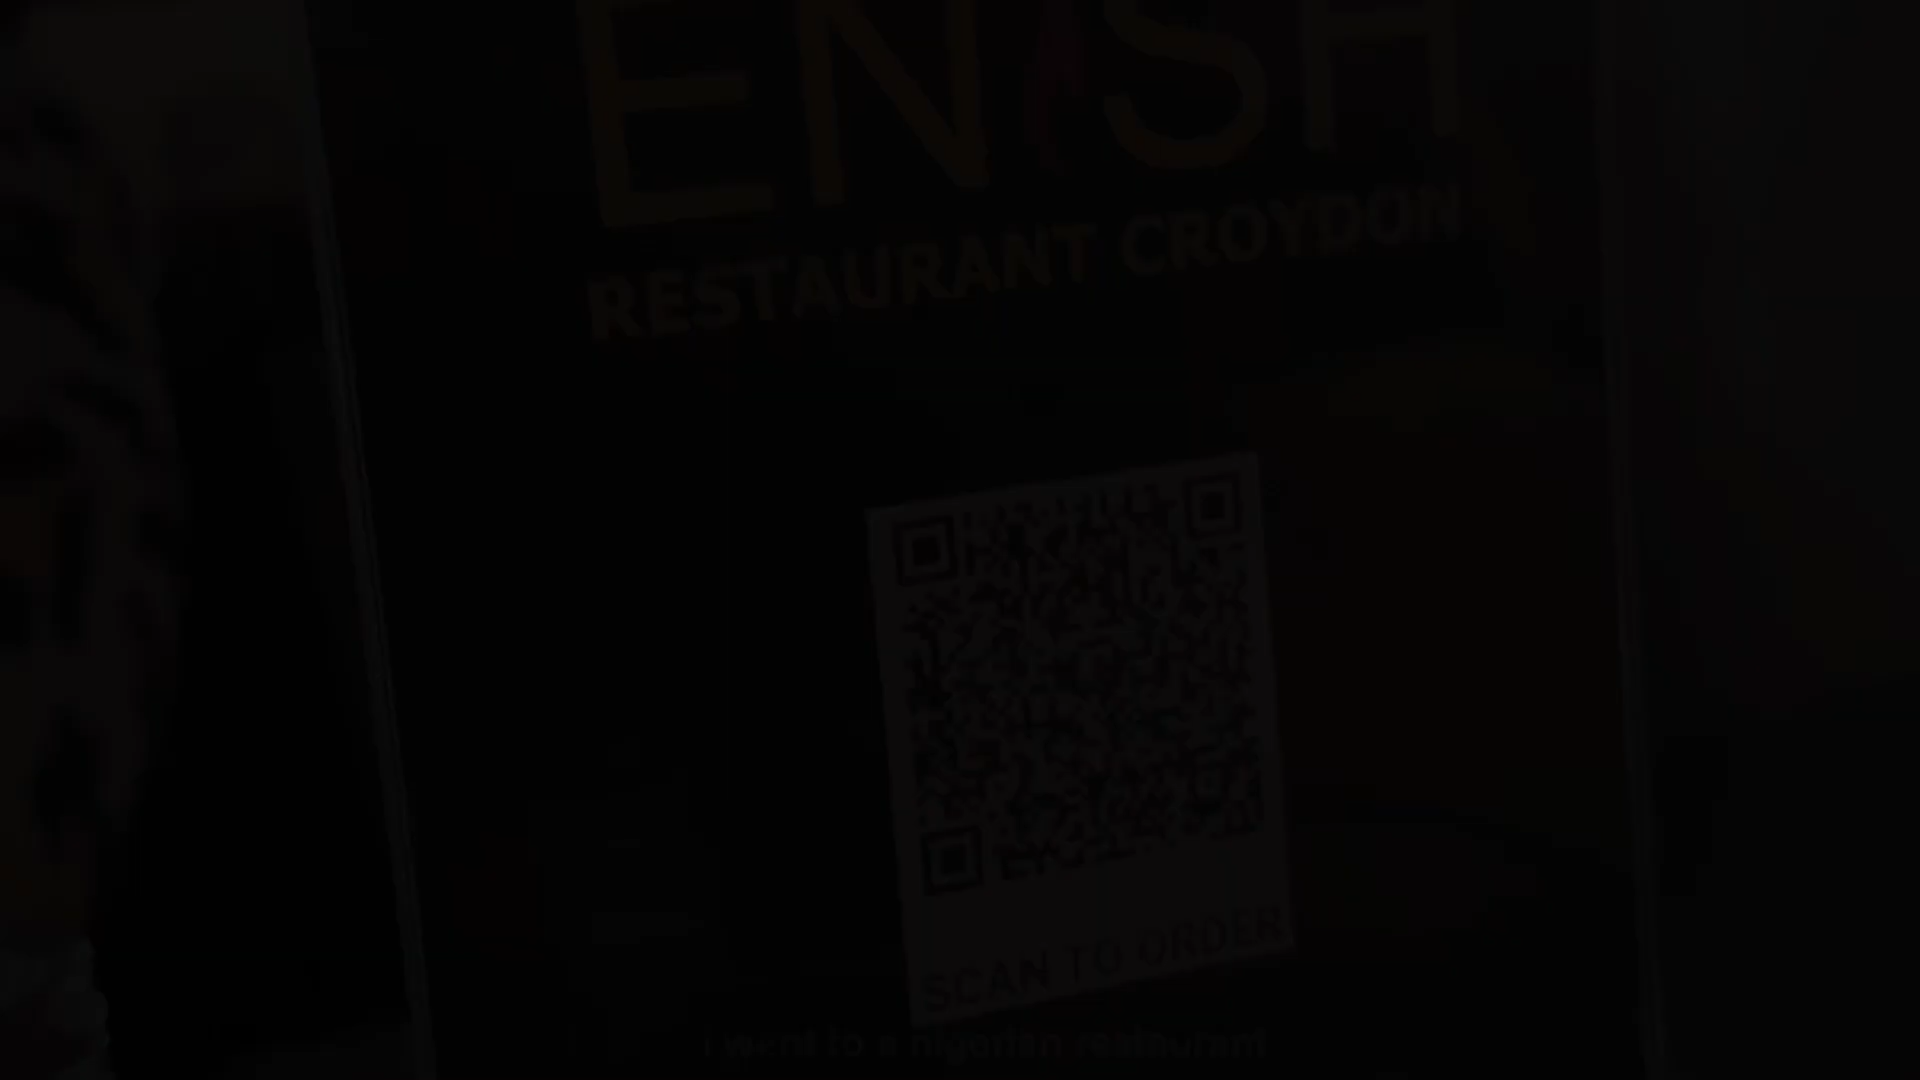 ENISH
RESTAURANT CROYDON
SCAN TO ORDER
i went to a nigerian restaurant